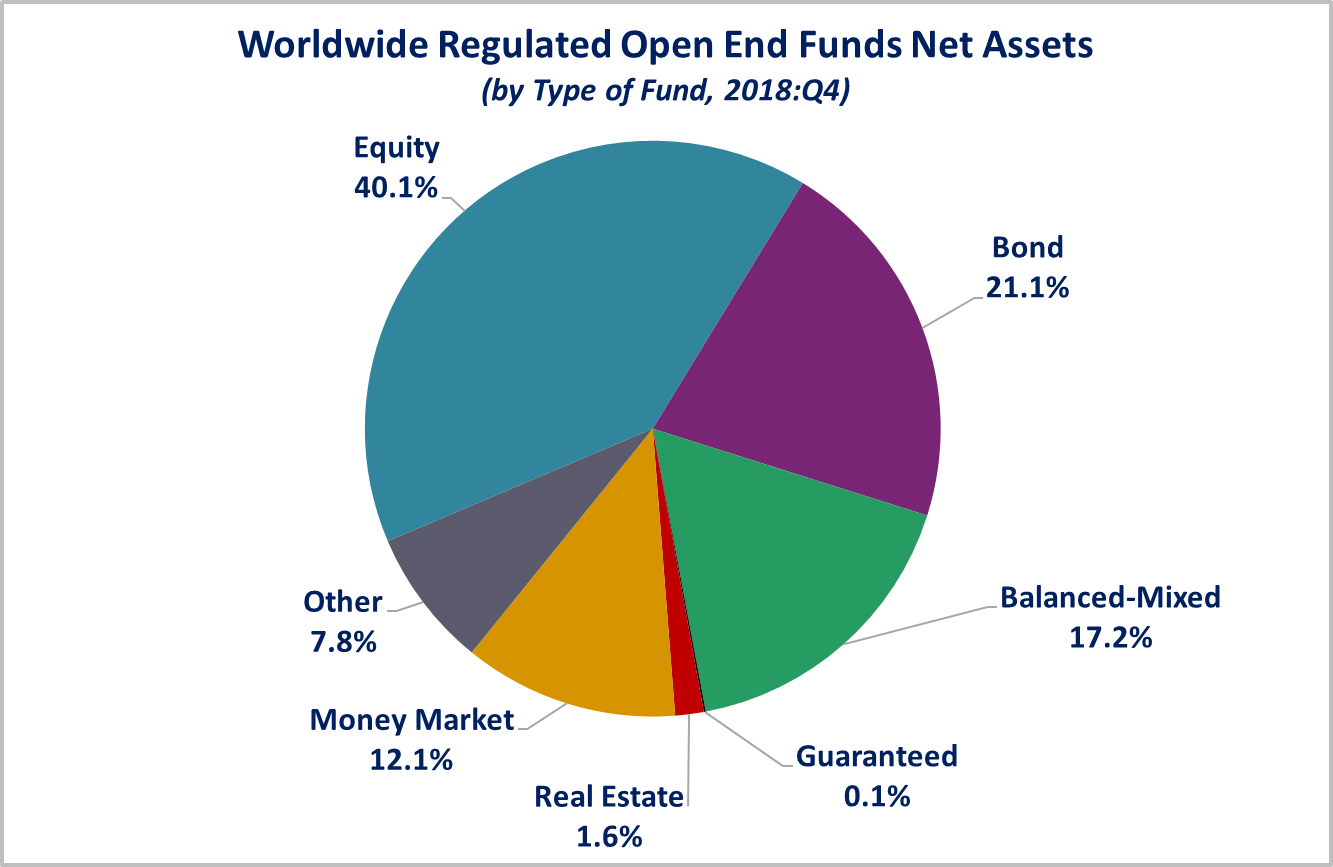 Worldwide Regulated Open End Funds Net Assets
(by Type of Fund, 2018:Q4)
Equity
40.1%
Bond
21.1%
Balanced-Mixed
17.2%
Other
7.8%
Money Market
12.1%
Guaranteed
0.1%
Real Estate
1.6%